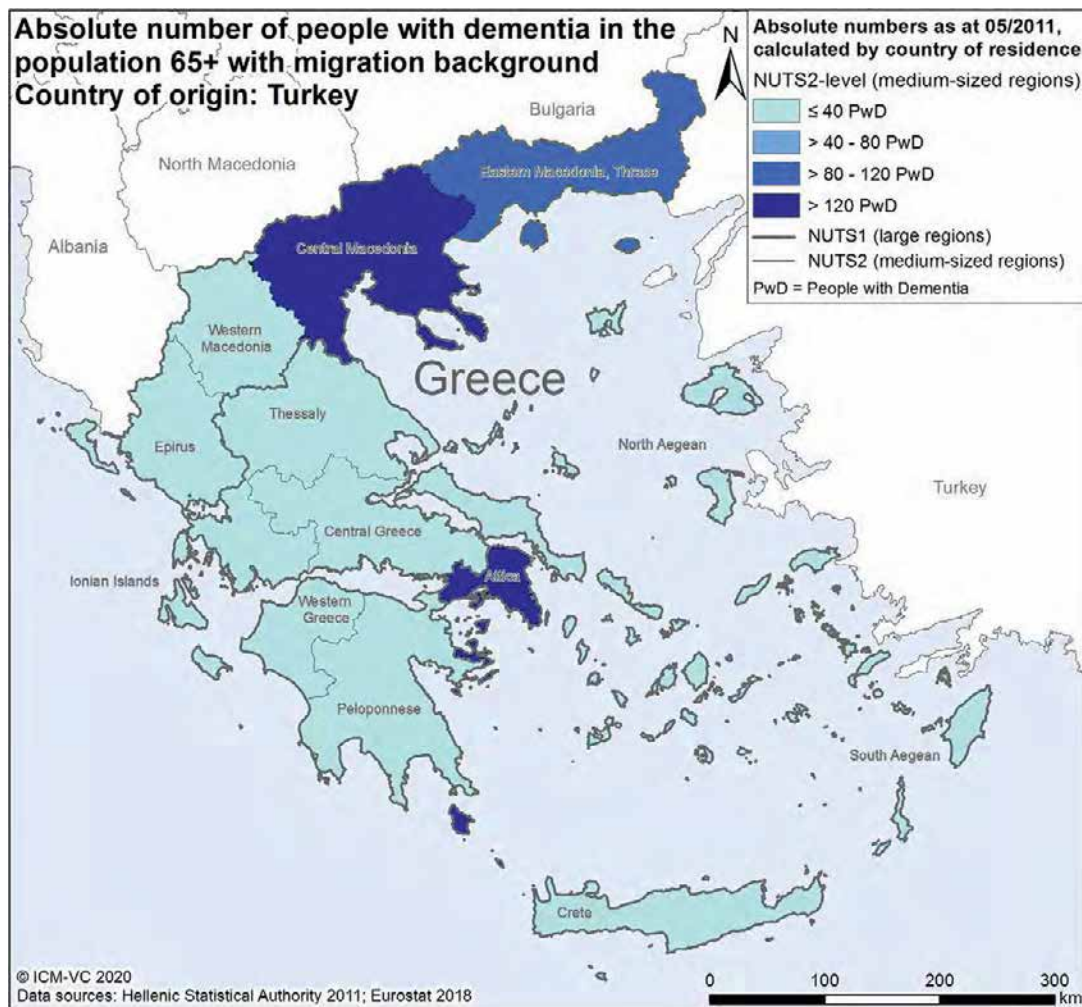 Absolute number of people with dementia in the
population 65+ with migration background
Country of origin: Turkey
Absolute numbers as at 05/2011,
calculated by country of residence
NUTS2-level (medium-sized regions)
≤ 40 PwD
> 40 - 80 PwD
> 80 - 120 PwD
> 120 PwD
NUTS1 (large regions)
NUTS2 (medium-sized regions)
PwD = People with Dementia
N
Bulgaria
North Macedonia
Albania
Eastern Macedonia, Thrase
Central Macedonia
Western
Macedonia
Greece
Thessaly
Epirus
North Aegean
Turkey
Central Greece
Attica
Ionian Islands
Western
Greece
Peloponnese
South Aegean
Crete
© ICM-VC 2020
Data sources: Hellenic Statistical Authority 2011; Eurostat 2018
0 100 200 300
km